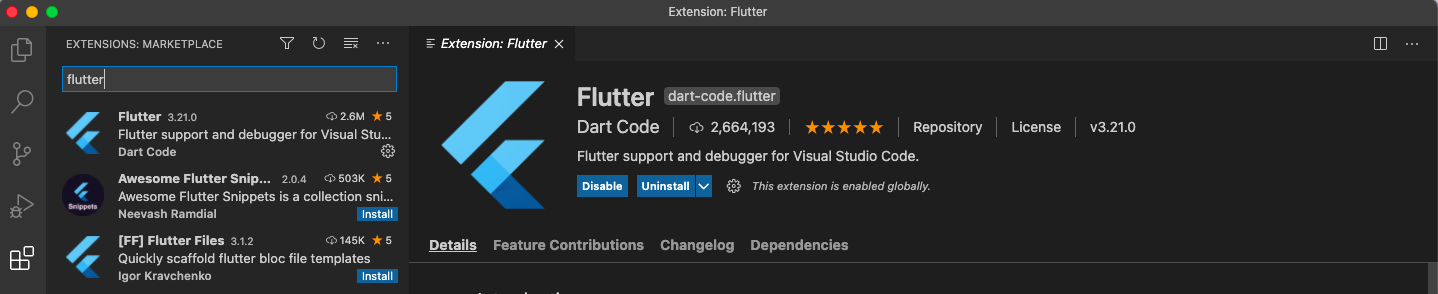 Extension: Flutter
EXTENSIONS: MARKETPLACE
flutter
Flutter 3.21.0 2.6M 5
Flutter support and debugger for Visual Stu...
Dart Code
Awesome Flutter Snip... 2.0.4 503K 5
Awesome Flutter Snippets is a collection sni...
Neevash Ramdial Install
Snippets
[FF] Flutter Files 3.1.2 145K 5
Quickly scaffold flutter bloc file templates
Igor Kravchenko Install
Extension: Flutter
Flutter dart-code.flutter
Dart Code 2,664,193 Repository License v3.21.0
Flutter support and debugger for Visual Studio Code.
Disable Uninstall This extension is enabled globally.
Details Feature Contributions Changelog Dependencies